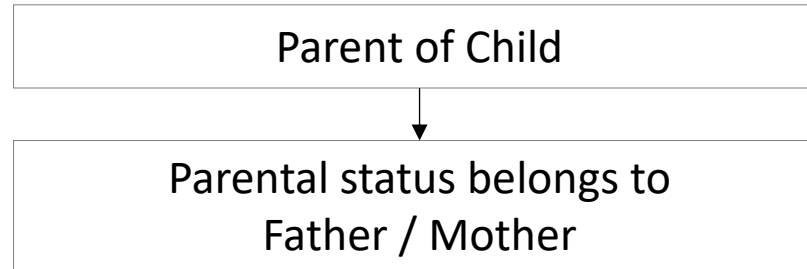 Parent of Child
Parental status belongs to
Father / Mother